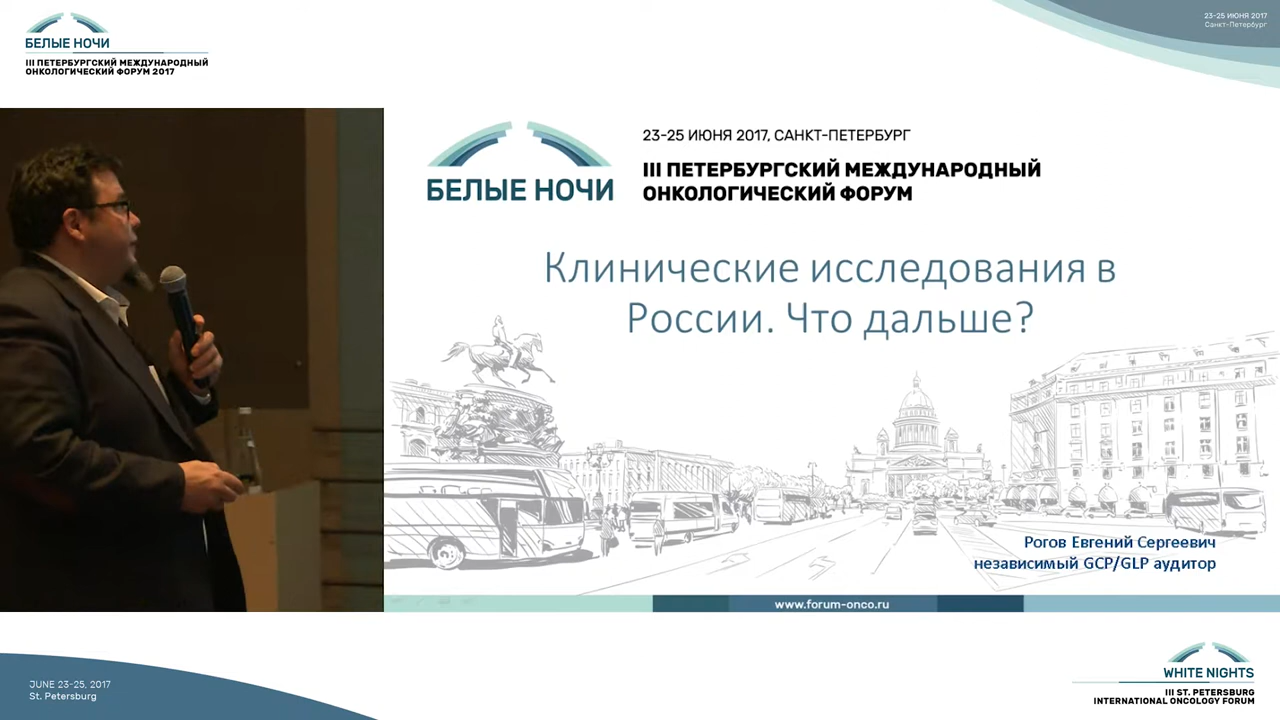 23-25 ИЮНЯ 2017
Санкт-Петербург
БЕЛЫЕ НОЧИ
III ПЕТЕРБУРГСКИЙ МЕЖДУНАРОДНЫЙ
ОНКОЛОГИЧЕСКИЙ ФОРУМ 2017
23-25 ИЮНЯ 2017, САНКТ-ПЕТЕРБУРГ
БЕЛЫЕ НОЧИ
III ПЕТЕРБУРГСКИЙ МЕЖДУНАРОДНЫЙ
ОНКОЛОГИЧЕСКИЙ ФОРУМ
Клинические исследования в
России. Что дальше?
Рогов Евгений Сергеевич
независимый GCP/GLP аудитор
www.forum-onco.ru
JUNE 23-25, 2017
St. Petersburg
WHITE NIGHTS
III ST. PETERSBURG
INTERNATIONAL ONCOLOGY FORUM